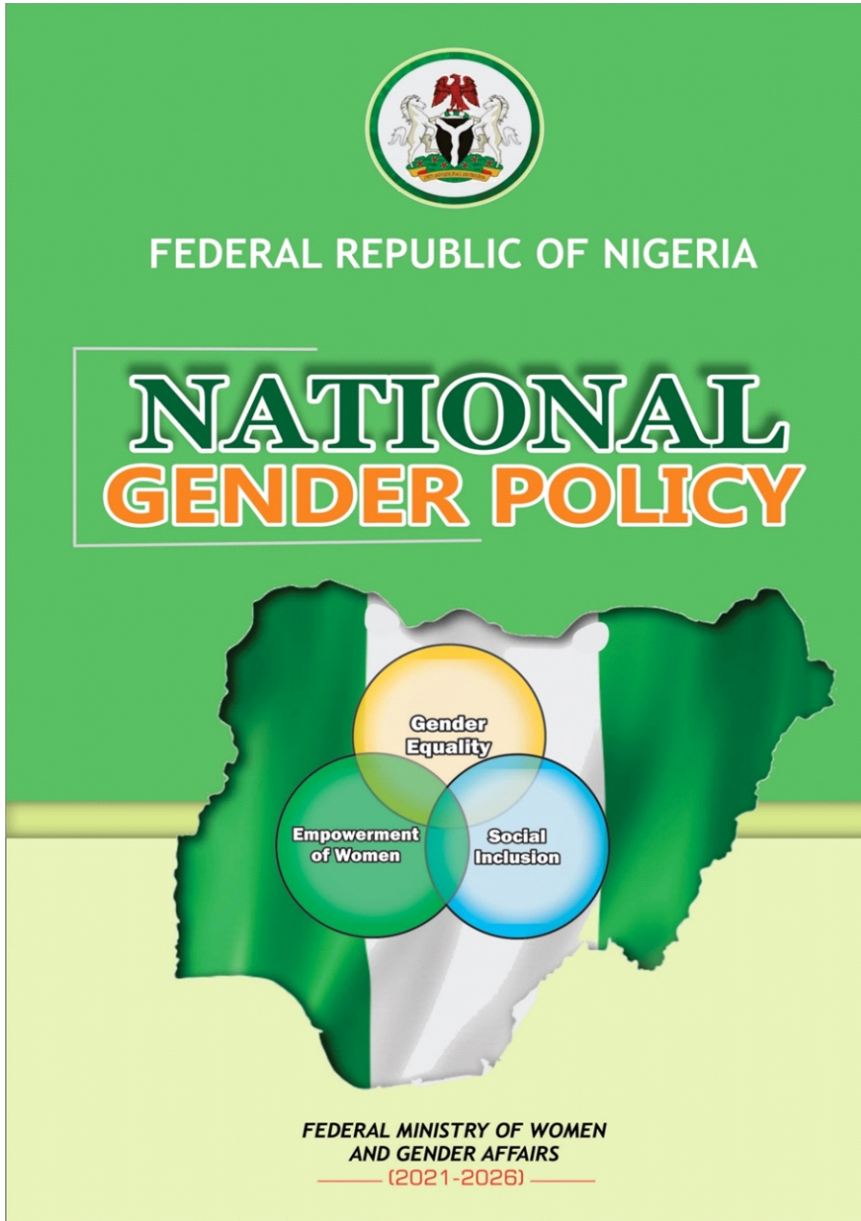 FEDERAL REPUBLIC OF NIGERIA
NATIONAL
GENDER POLICY
Gender
Equality
Empowerment
of Women
Social
Inclusion
FEDERAL MINISTRY OF WOMEN
AND GENDER AFFAIRS
(2021-2026)